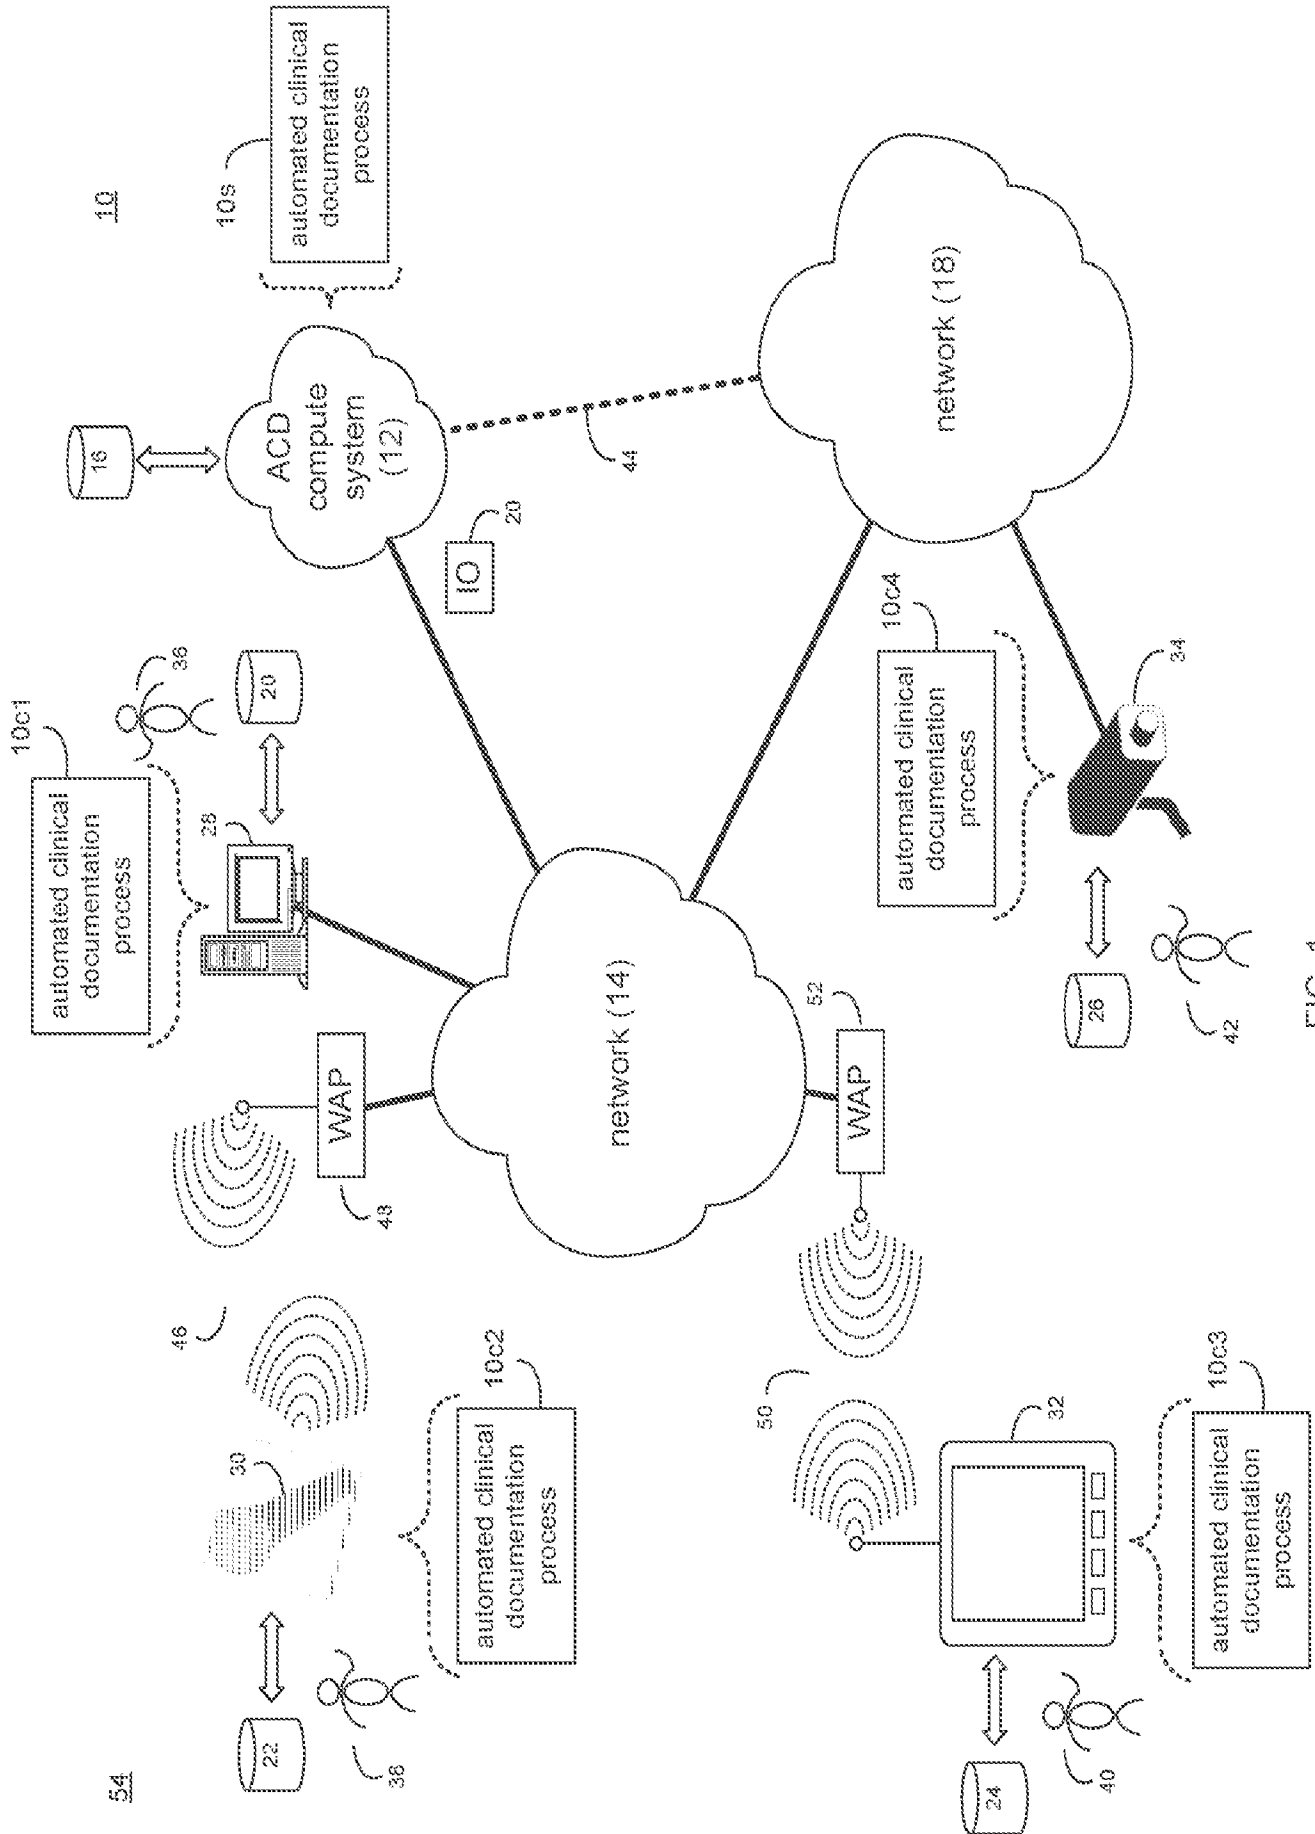 10c1
automated clinical
documentation
process
54
10
16
46
36
28
20
10s
automated clinical
documentation
process
22
30
ACD
compute
system
(12)
WAP
48
38
10c2
automated clinical
documentation
process
IO
20
network (14)
44
50
52
WAP
10c4
automated clinical
documentation
process
network (18)
24
32
40
26
34
10c3
automated clinical
documentation
process
42
FIG. 1